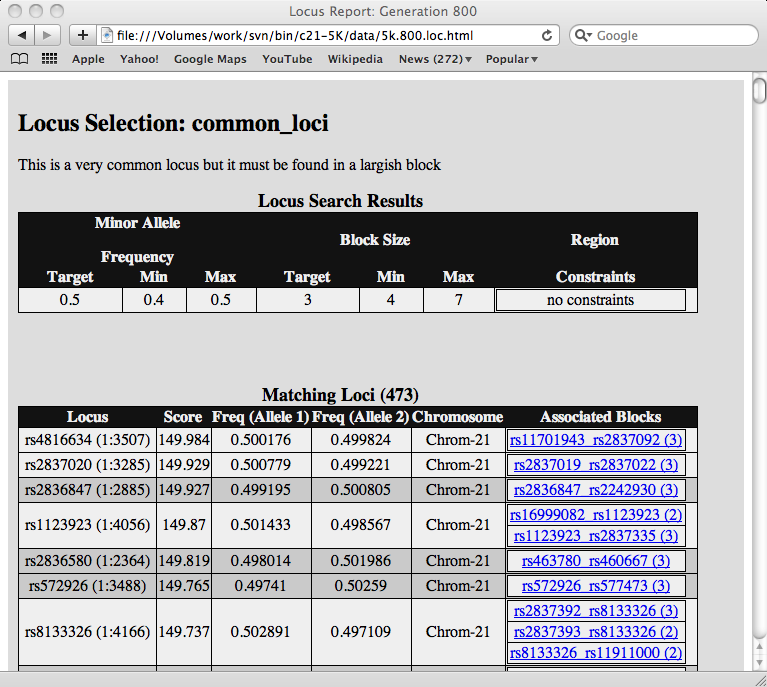 Locus Report: Generation 800
file:///Volumes/work/svn/bin/c21-5K/data/5k.800.loc.html
Google
Apple Yahoo! Google Maps YouTube Wikipedia News (272) Popular
Locus Selection: common_loci
This is a very common locus but it must be found in a largish block
Locus Search Results
Minor Allele
Frequency Block Size Region
Target Min Max Target Min Max Constraints
0.5 0.4 0.5 3 4 7 no constraints
Matching Loci (473)
Locus Score Freq (Allele 1) Freq (Allele 2) Chromosome Associated Blocks
rs4816634 (1:3507) 149.984 0.500176 0.499824 Chrom-21 rs11701943_rs2837092 (3)
rs2837020 (1:3285) 149.929 0.500779 0.499221 Chrom-21 rs2837019_rs2837022 (3)
rs2836847 (1:2885) 149.927 0.499195 0.500805 Chrom-21 rs2836847_rs2242930 (3)
rs1123923 (1:4056) 149.87 0.501433 0.498567 Chrom-21 rs16999082_rs1123923 (2)
rs1123923_rs2837335 (3)
rs2836580 (1:2364) 149.819 0.498014 0.501986 Chrom-21 rs463780_rs460667 (3)
rs572926 (1:3488) 149.765 0.49741 0.50259 Chrom-21 rs572926_rs577473 (3)
rs8133326 (1:4166) 149.737 0.502891 0.497109 Chrom-21 rs2837392_rs8133326 (3)
rs2837393_rs8133326 (2)
rs8133326_rs11911000 (2)